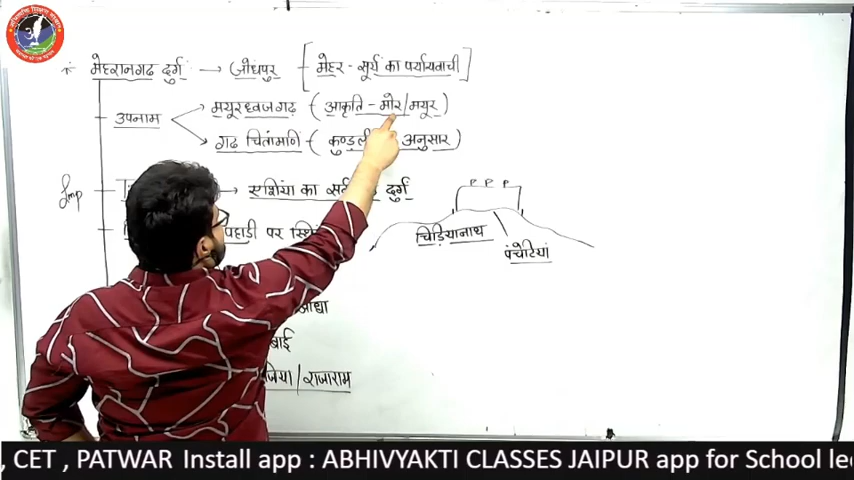 मेहरानगढ दुर्ग → जोधपुर [मेहर - सूर्य का पर्यायवाची]
उपनाम
मयूरध्वजगढ़ (आकृति - मोर/मयूर)
गढ चिंतामणि (कुण्डली अनुसार)
Imp → एशिया का दुर्ग
P P P
पहाडी पर
चिड़ियानाथ
पंचेटियां
बाई
/ राजाराम
, CET , PATWAR Install app : ABHIVYAKTI CLASSES JAIPUR app for School le